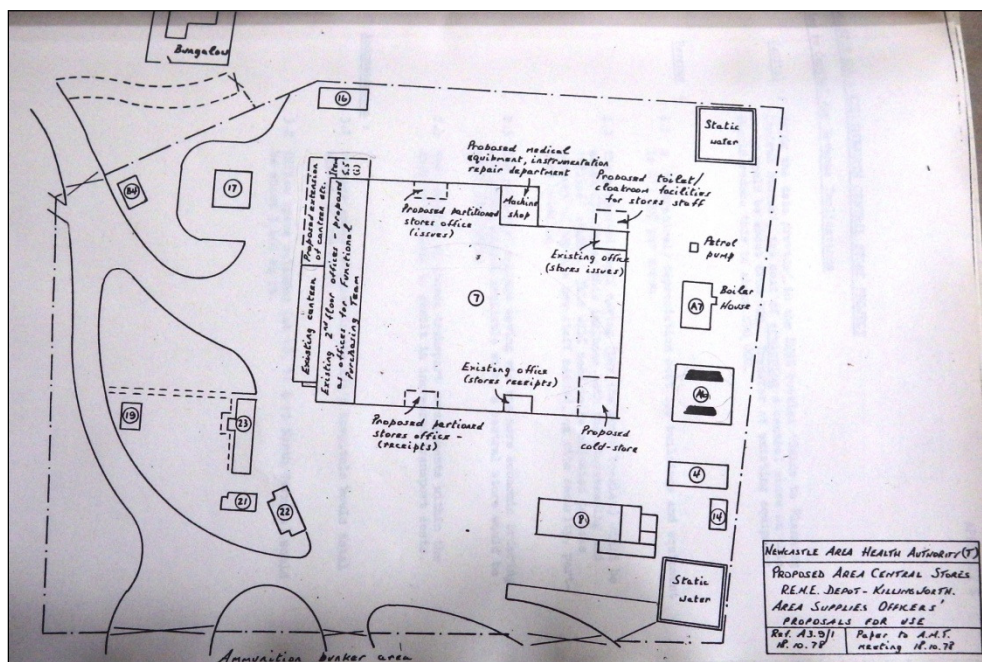 Bungalow
16
Static
water
B4
17
Proposed extension
of canteen etc.
Existing canteen
Existing 2nd floor offices - proposed
as offices for Functional
Purchasing Team
Proposed medical
equibment, instrumentation
repair department
Machine
shop
Proposed toilet/
cloakroom facilities
for stores staff
Proposed partitioned
stores office
(issues)
Existing office
(stores issues)
Petrol
pump
7
A7
Boiler
House
Existing office
(stores receipts)
19
23
Proposed partioned
stores office -
(receipts)
Proposed
cold-store
4
14
21
22
8
Static
water
Ammunition bunker area
NEWCASTLE AREA HEALTH AUTHORITY (T)
PROPOSED AREA CENTRAL STORES
R.E.M.E. DEPOT - KILLINGWORTH.
AREA SUPPLIES OFFICERS'
PROPOSALS FOR USE
Ref. A3.9/1
18.10.78
Paper to A.M.T.
meeting 18.10.78